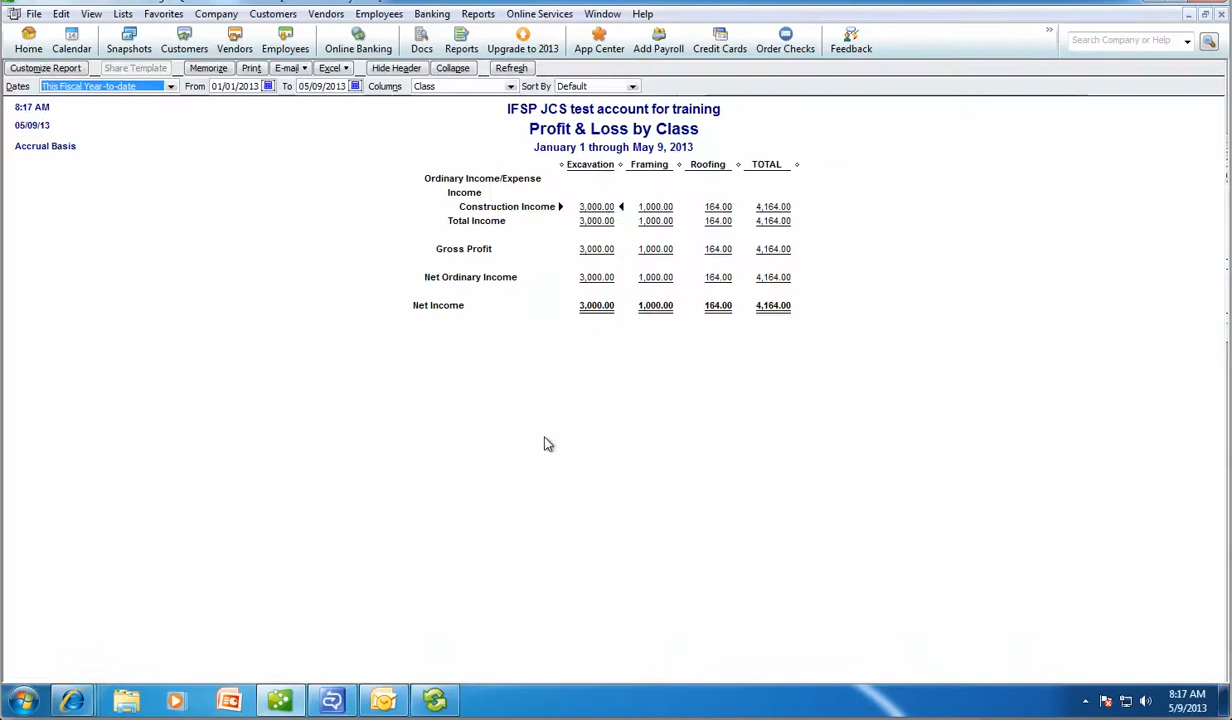 File Edit View Lists Favorites Company Customers Vendors Employees Banking Reports Online Services Window Help
Home Calendar Snapshots Customers Vendors Employees Online Banking Docs Reports Upgrade to 2013 App Center Add Payroll Credit Cards Order Checks Feedback Search Company or Help
Customize Report Share Template Memorize Print E-mail Excel Hide Header Collapse Refresh
Dates This Fiscal Year-to-date From 01/01/2013 To 05/09/2013 Columns Class Sort By Default
8:17 AM
05/09/13
Accrual Basis
IFSP JCS test account for training
Profit & Loss by Class
January 1 through May 9, 2013
Excavation Framing Roofing TOTAL
Ordinary Income/Expense
Income
Construction Income 3,000.00 1,000.00 164.00 4,164.00
Total Income 3,000.00 1,000.00 164.00 4,164.00
Gross Profit 3,000.00 1,000.00 164.00 4,164.00
Net Ordinary Income 3,000.00 1,000.00 164.00 4,164.00
Net Income 3,000.00 1,000.00 164.00 4,164.00
8:17 AM
5/9/2013